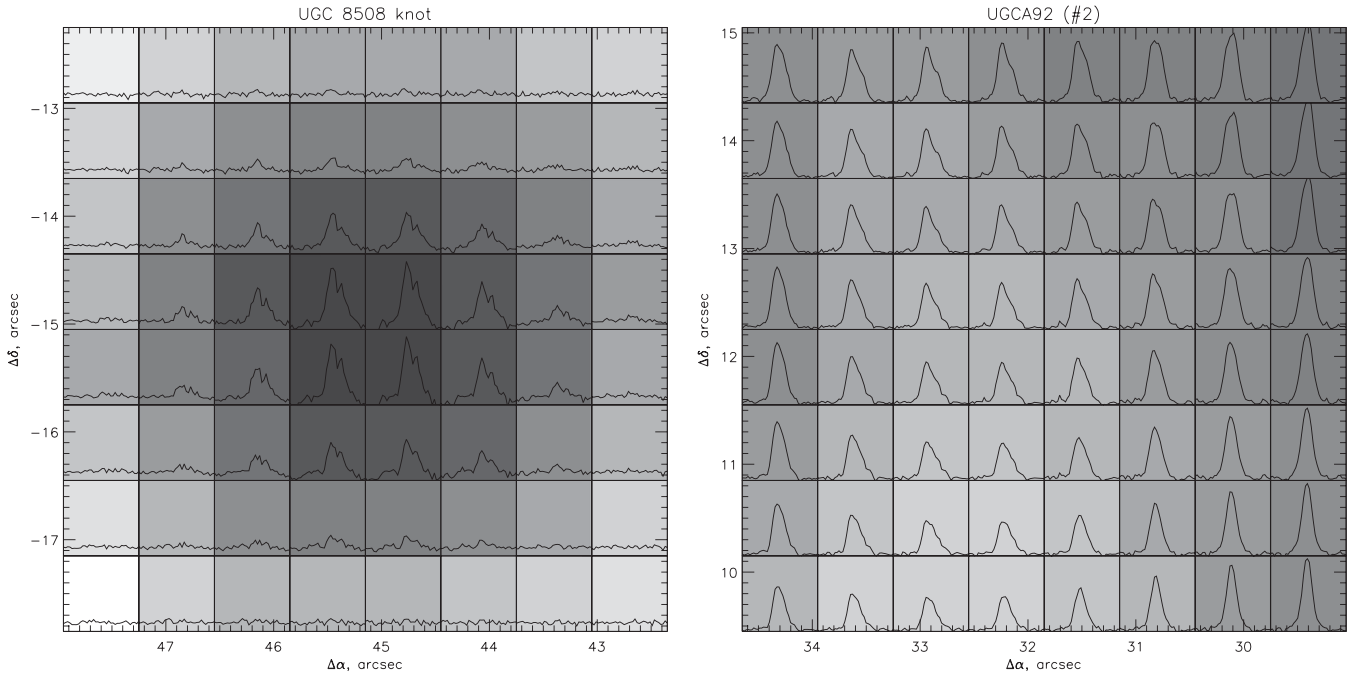 UGC 8508 knot
−13
−14
−15
−16
−17
Δδ, arcsec
47 46 45 44 43
Δα, arcsec
UGCA92 (#2)
15
14
13
12
11
10
Δδ, arcsec
34 33 32 31 30
Δα, arcsec